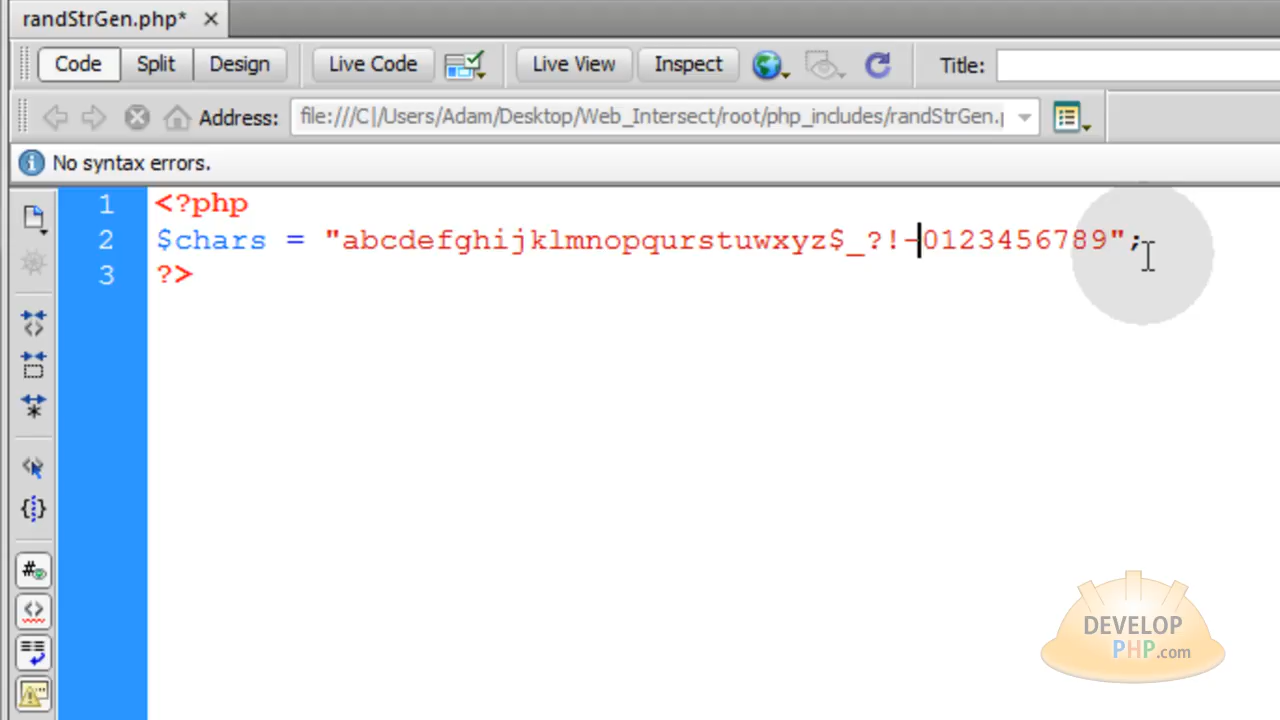 randStrGen.php*
Code Split Design Live Code Live View Inspect Title:
Address: file:///C|/Users/Adam/Desktop/Web_Intersect/root/php_includes/randStrGen.p
No syntax errors.
1 <?php
2 $chars = "abcdefghijklmnopqurstuwxyz$_?!-0123456789";
3 ?>
DEVELOP
PHP.com